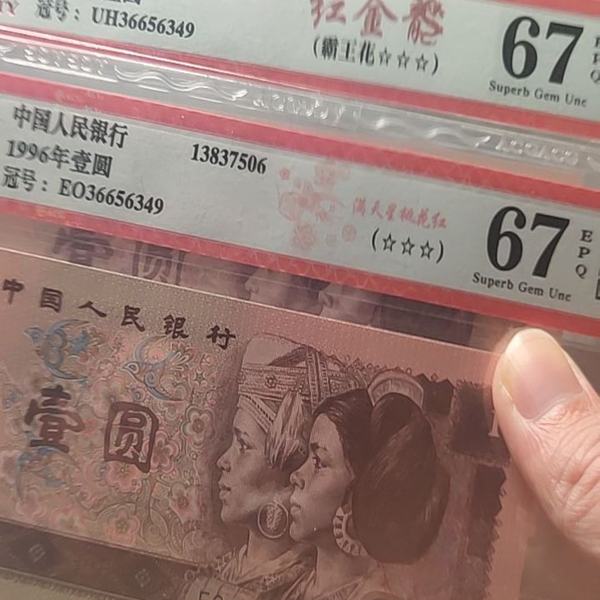 冠号：UH36656349
红金龙
(霸王花☆☆☆)
67
Superb Gem Unc
中国人民银行
1996年壹圆
冠号：EO36656349
13837506
满天星桃花红
(☆☆☆)
67
EPQ
Superb Gem Unc
壹圆
中国人民银行
壹圆